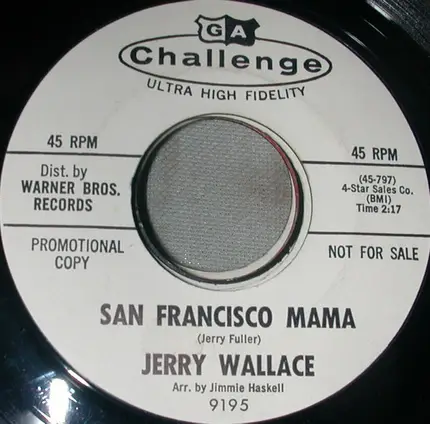 GA
Challenge
ULTRA HIGH FIDELITY
45 RPM
45 RPM
Dist. by
WARNER BROS.
RECORDS
(45-797)
4-Star Sales Co.
(BMI)
Time 2:17
PROMOTIONAL
COPY
NOT FOR SALE
SAN FRANCISCO MAMA
(Jerry Fuller)
JERRY WALLACE
Arr. by Jimmie Haskell
9195